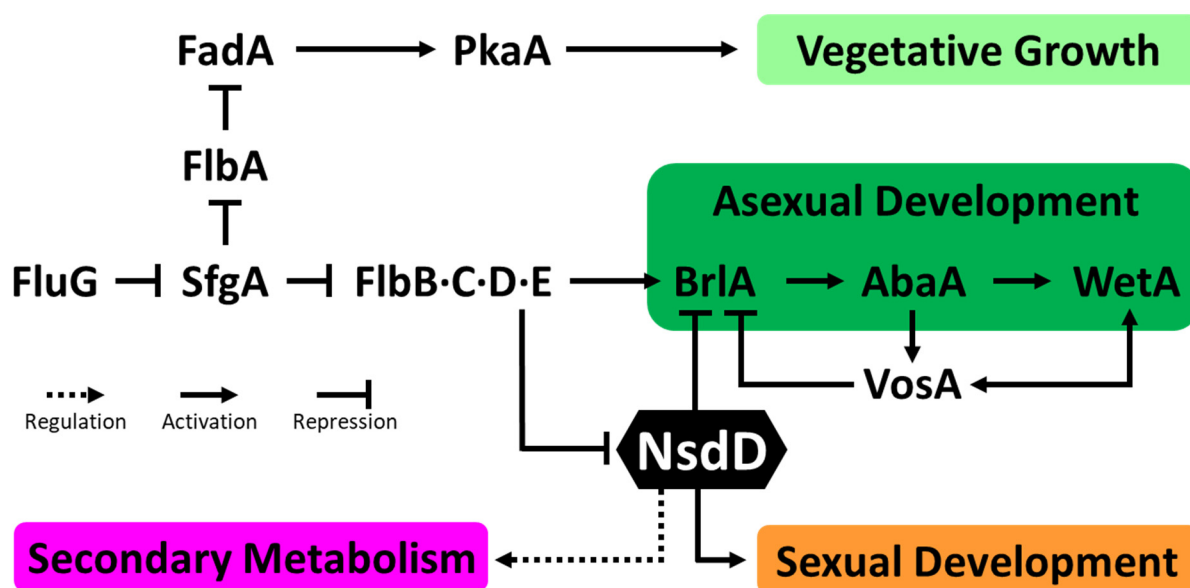 FadA
PkaA
Vegetative Growth
FlbA
Asexual Development
FluG
SfgA
FlbB·C·D·E
BrlA
AbaA
WetA
VosA
Regulation
Activation
Repression
NsdD
Secondary Metabolism
Sexual Development